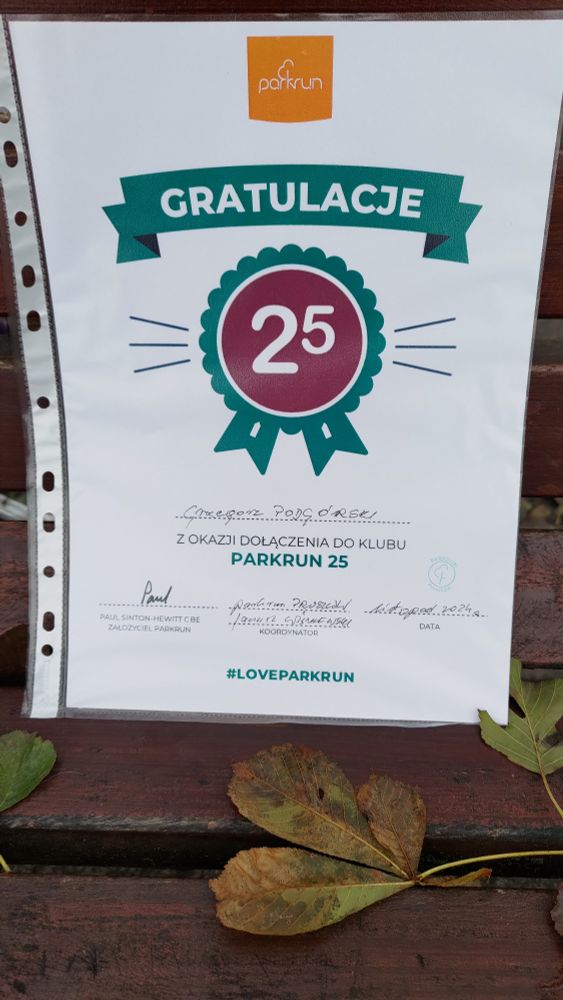 parkrun
GRATULACJE
25
Grzegorz PODGÓRSKI
Z OKAZJI DOŁĄCZENIA DO KLUBU
PARKRUN 25
Paul
parkrun
listopad 2024 r.
PAUL SINTON-HEWITT CBE
ZAŁOŻYCIEL PARKRUN
KOORDYNATOR
DATA
#LOVEPARKRUN